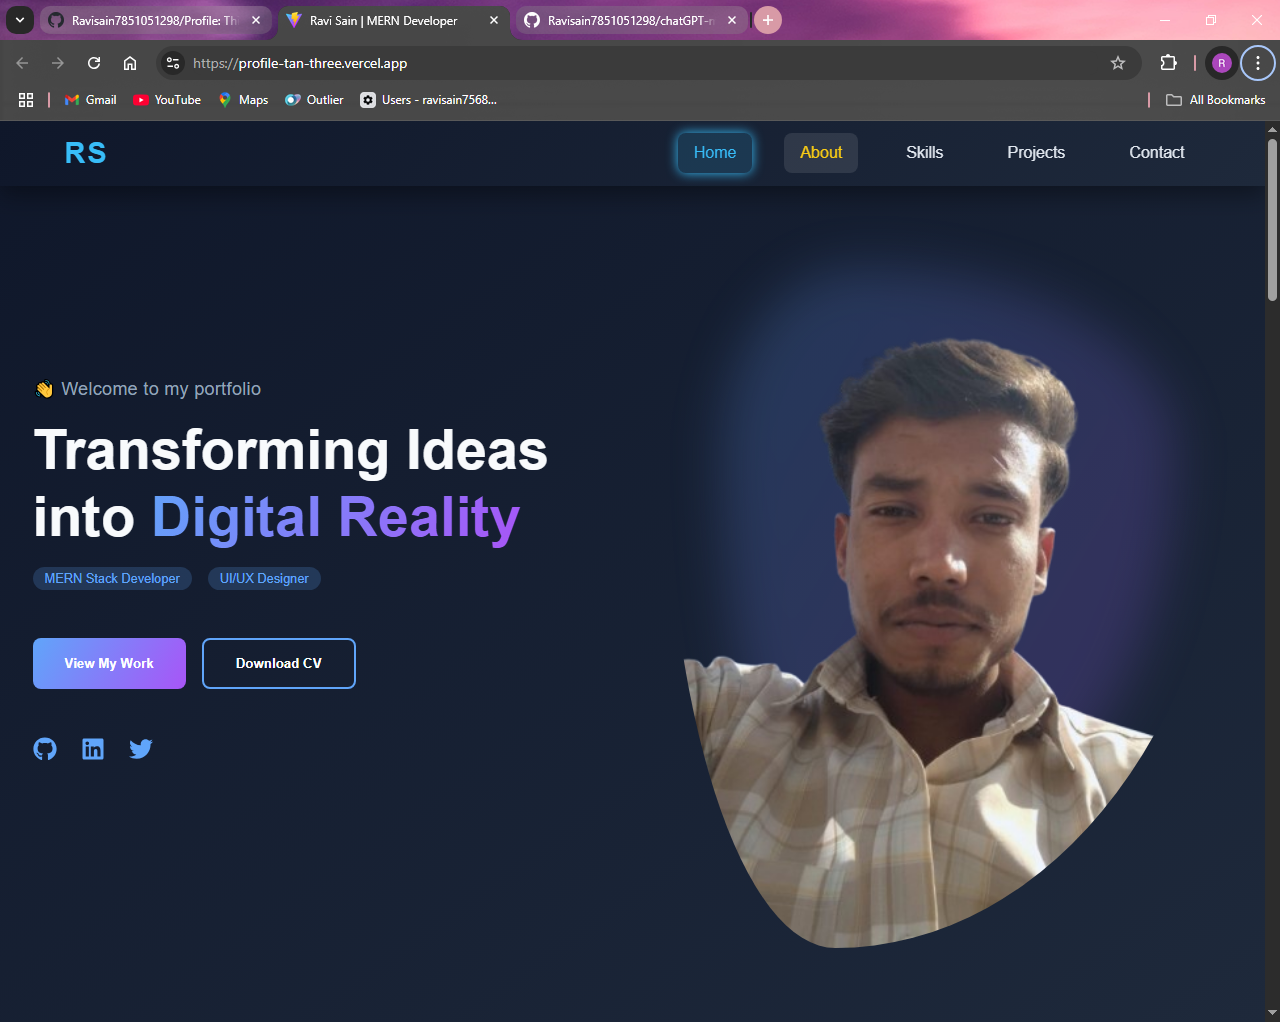 Ravisain7851051298/Profile: Th
Ravi Sain | MERN Developer
Ravisain7851051298/chatGPT-
https://profile-tan-three.vercel.app
R
Gmail
YouTube
Maps
Outlier
Users - ravisain7568...
All Bookmarks
RS
Home
About
Skills
Projects
Contact
👋 Welcome to my portfolio
Transforming Ideas
into Digital Reality
MERN Stack Developer
UI/UX Designer
View My Work
Download CV